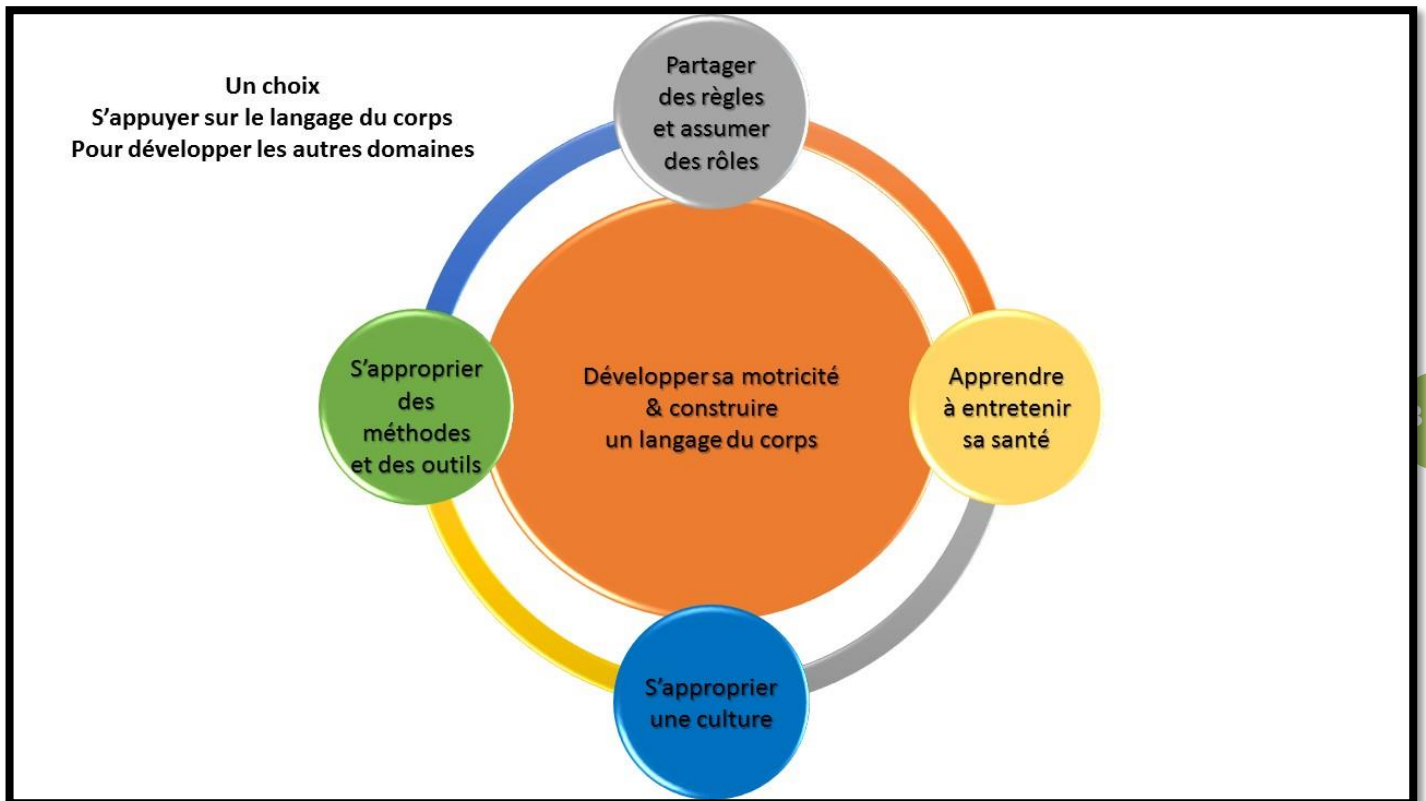 Un choix
S'appuyer sur le langage du corps
Pour développer les autres domaines
Partager
des règles
et assumer
des rôles
S'approprier
des
méthodes
et des outils
Développer sa motricité
& construire
un langage du corps
Apprendre
à entretenir
sa santé
S'approprier
une culture